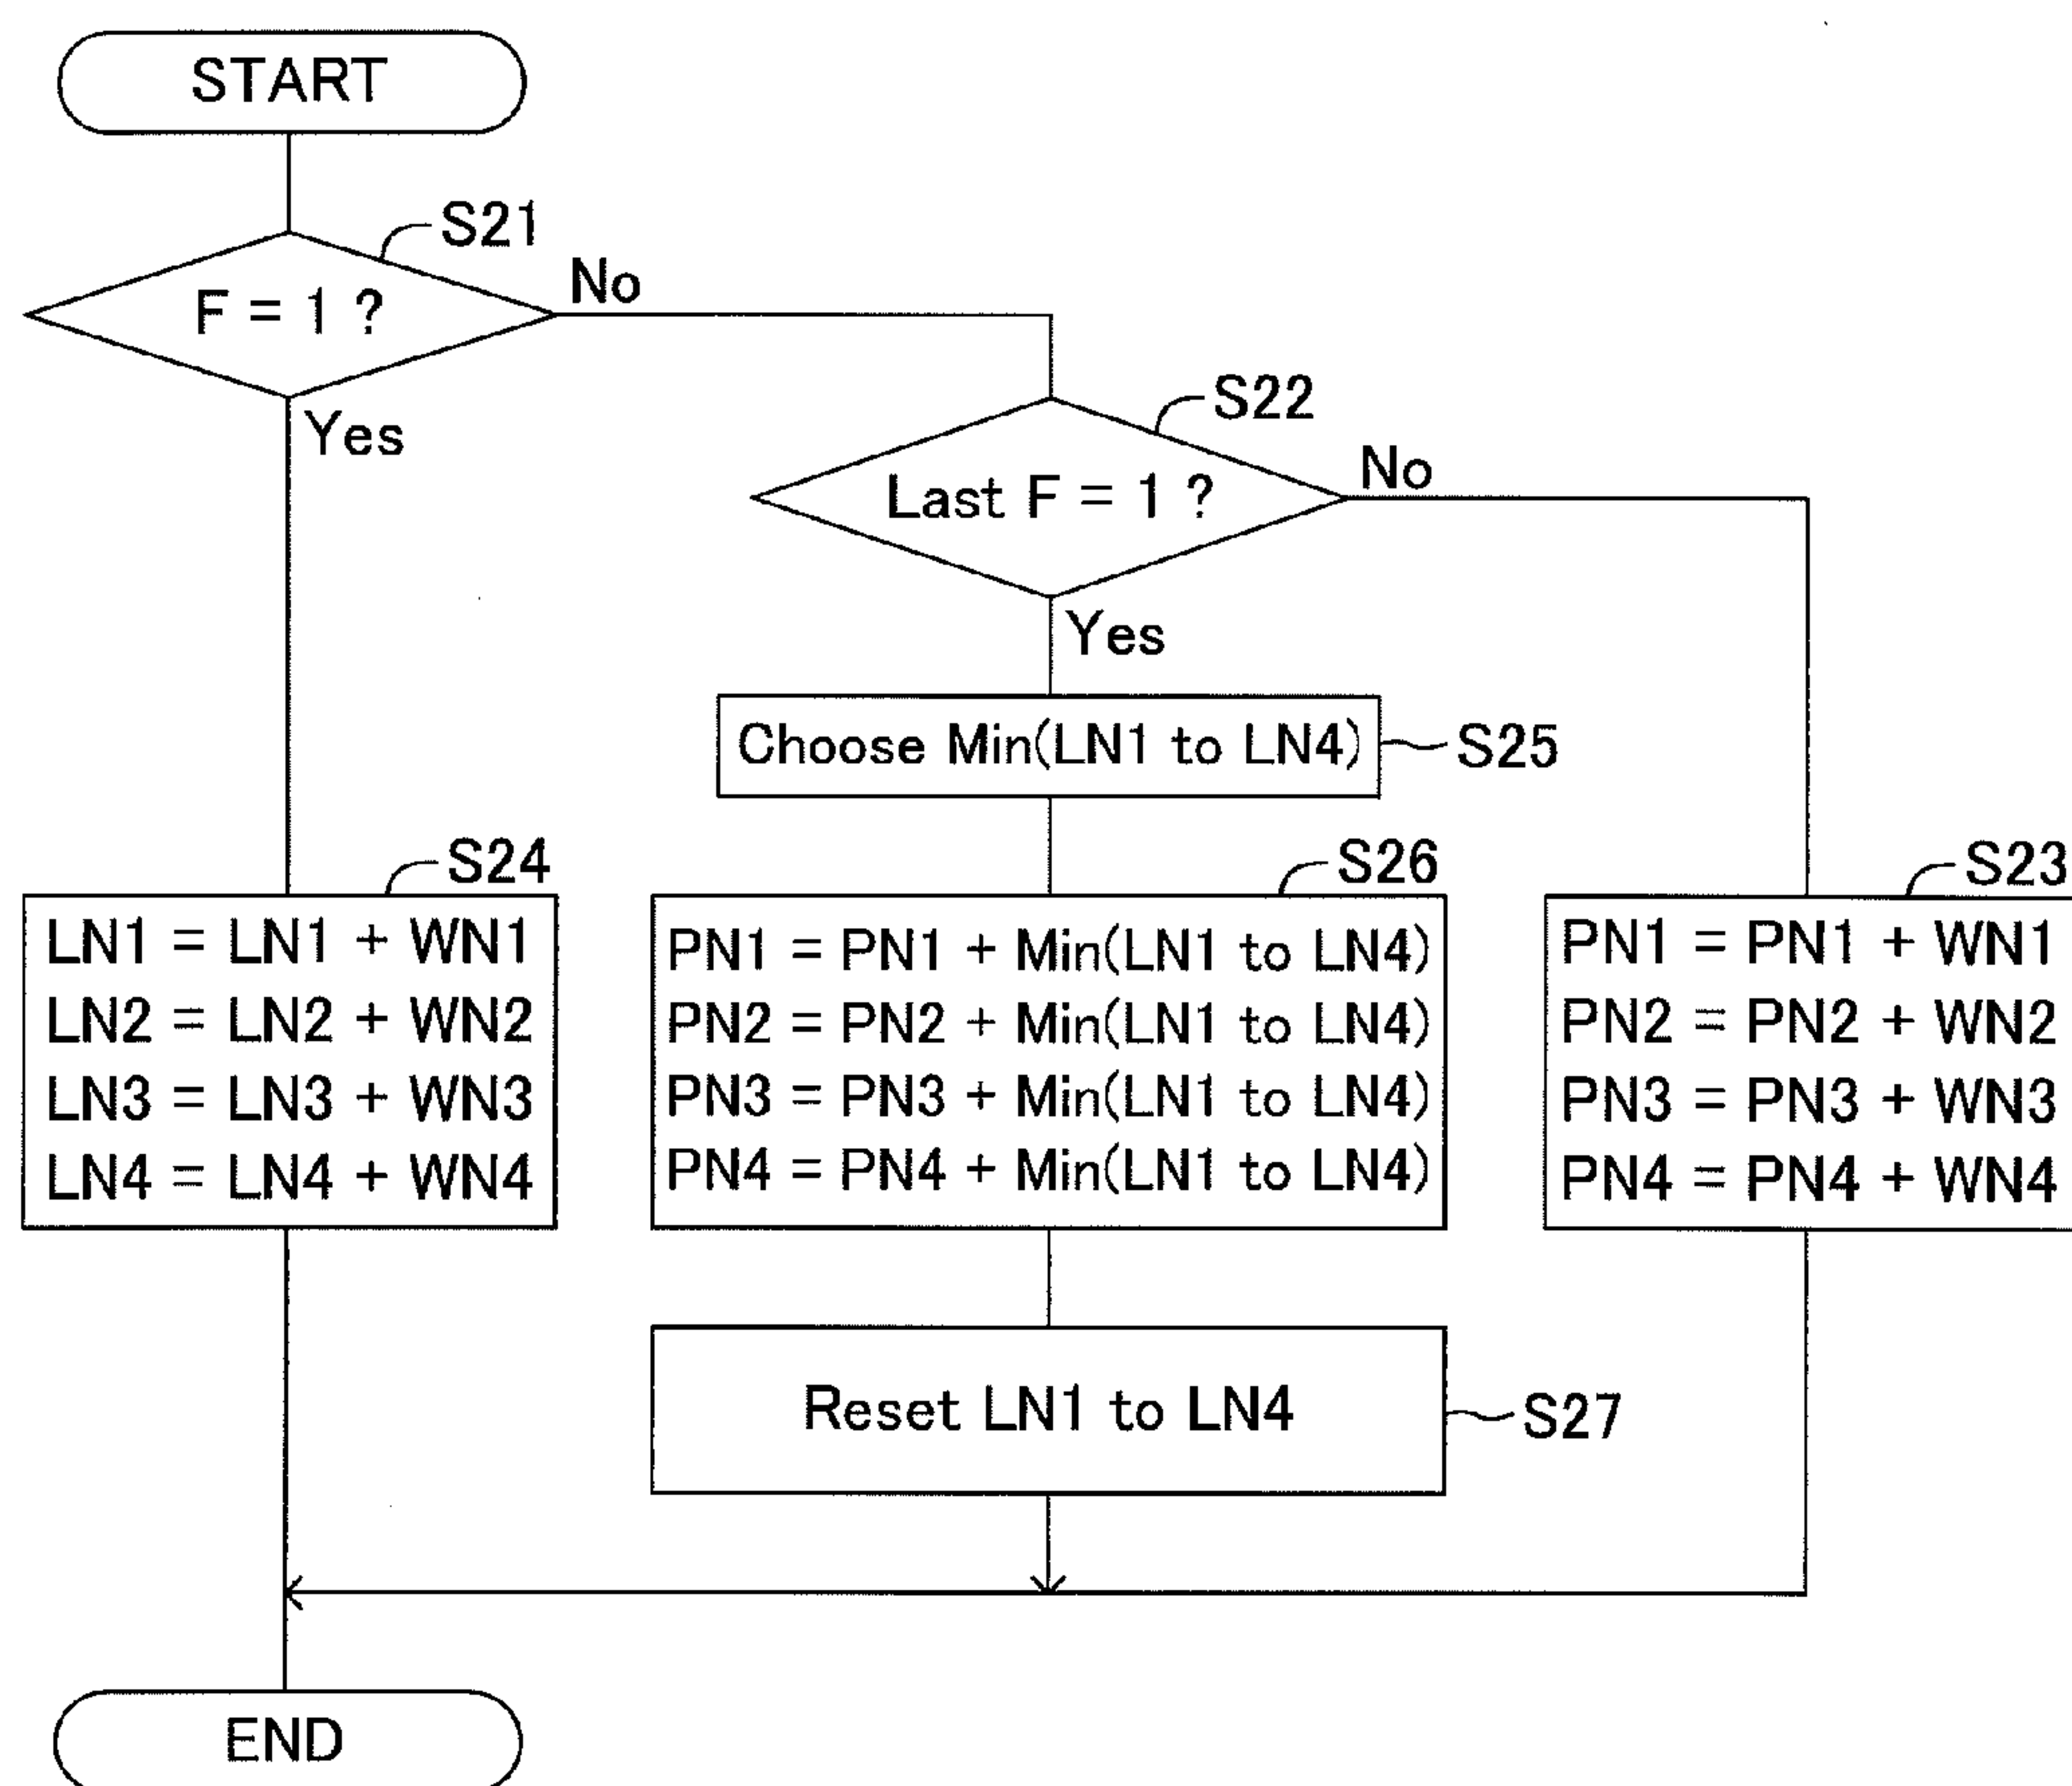 START
S21
F = 1 ?
No
Yes
S22
Last F = 1 ?
No
Yes
Choose Min(LN1 to LN4)
S25
S24
LN1 = LN1 + WN1
LN2 = LN2 + WN2
LN3 = LN3 + WN3
LN4 = LN4 + WN4
S26
PN1 = PN1 + Min(LN1 to LN4)
PN2 = PN2 + Min(LN1 to LN4)
PN3 = PN3 + Min(LN1 to LN4)
PN4 = PN4 + Min(LN1 to LN4)
S23
PN1 = PN1 + WN1
PN2 = PN2 + WN2
PN3 = PN3 + WN3
PN4 = PN4 + WN4
Reset LN1 to LN4
S27
END